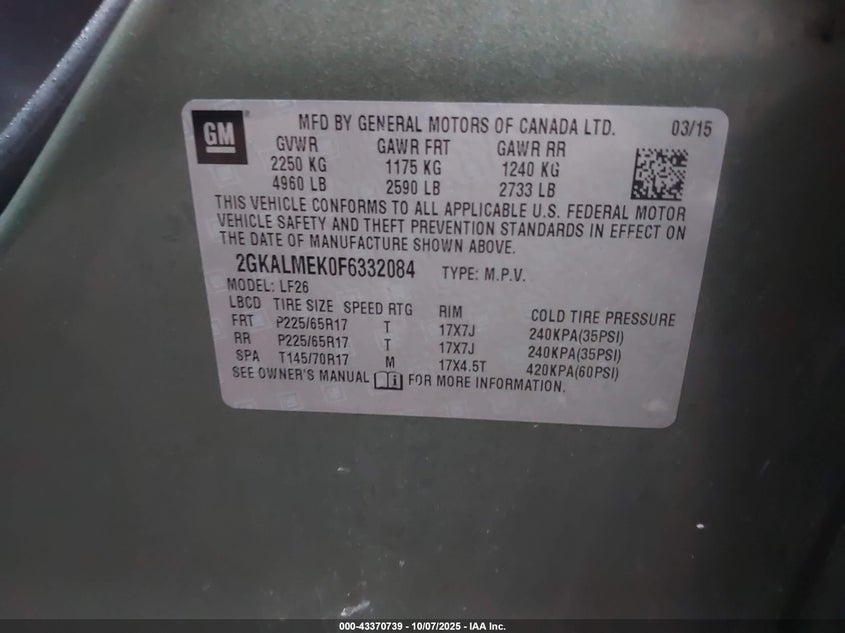 GM
MFD BY GENERAL MOTORS OF CANADA LTD. 03/15
GVWR GAWR FRT GAWR RR
2250 KG 1175 KG 1240 KG
4960 LB 2590 LB 2733 LB
THIS VEHICLE CONFORMS TO ALL APPLICABLE U.S. FEDERAL MOTOR
VEHICLE SAFETY AND THEFT PREVENTION STANDARDS IN EFFECT ON
THE DATE OF MANUFACTURE SHOWN ABOVE.
2GKALMEK0F6332084 TYPE: M.P.V.
MODEL: LF26
LBCD TIRE SIZE SPEED RTG RIM COLD TIRE PRESSURE
FRT P225/65R17 T 17X7J 240KPA(35PSI)
RR P225/65R17 T 17X7J 240KPA(35PSI)
SPA T145/70R17 M 17X4.5T 420KPA(60PSI)
SEE OWNER'S MANUAL i FOR MORE INFORMATION.
000-43370739 - 10/07/2025 - IAA Inc.